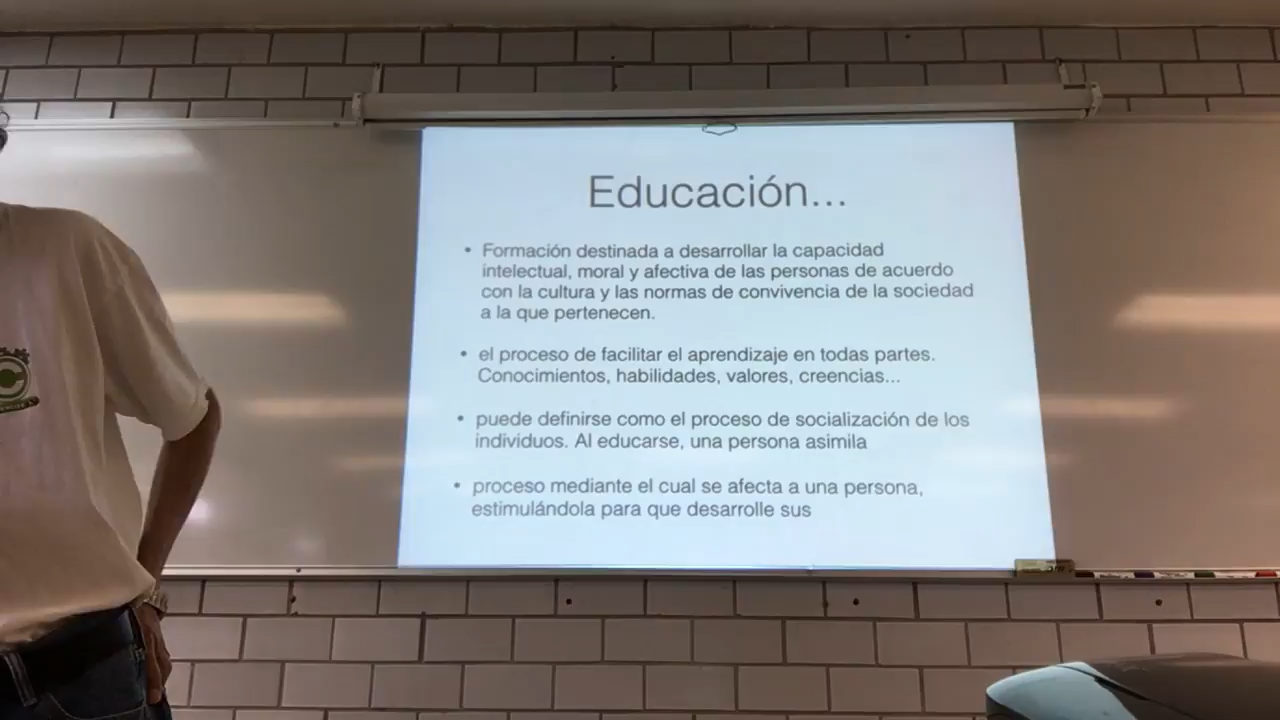 Educación...
• Formación destinada a desarrollar la capacidad
intelectual, moral y afectiva de las personas de acuerdo
con la cultura y las normas de convivencia de la sociedad
a la que pertenecen.
• el proceso de facilitar el aprendizaje en todas partes.
Conocimientos, habilidades, valores, creencias...
• puede definirse como el proceso de socialización de los
individuos. Al educarse, una persona asimila
• proceso mediante el cual se afecta a una persona,
estimulándola para que desarrolle sus